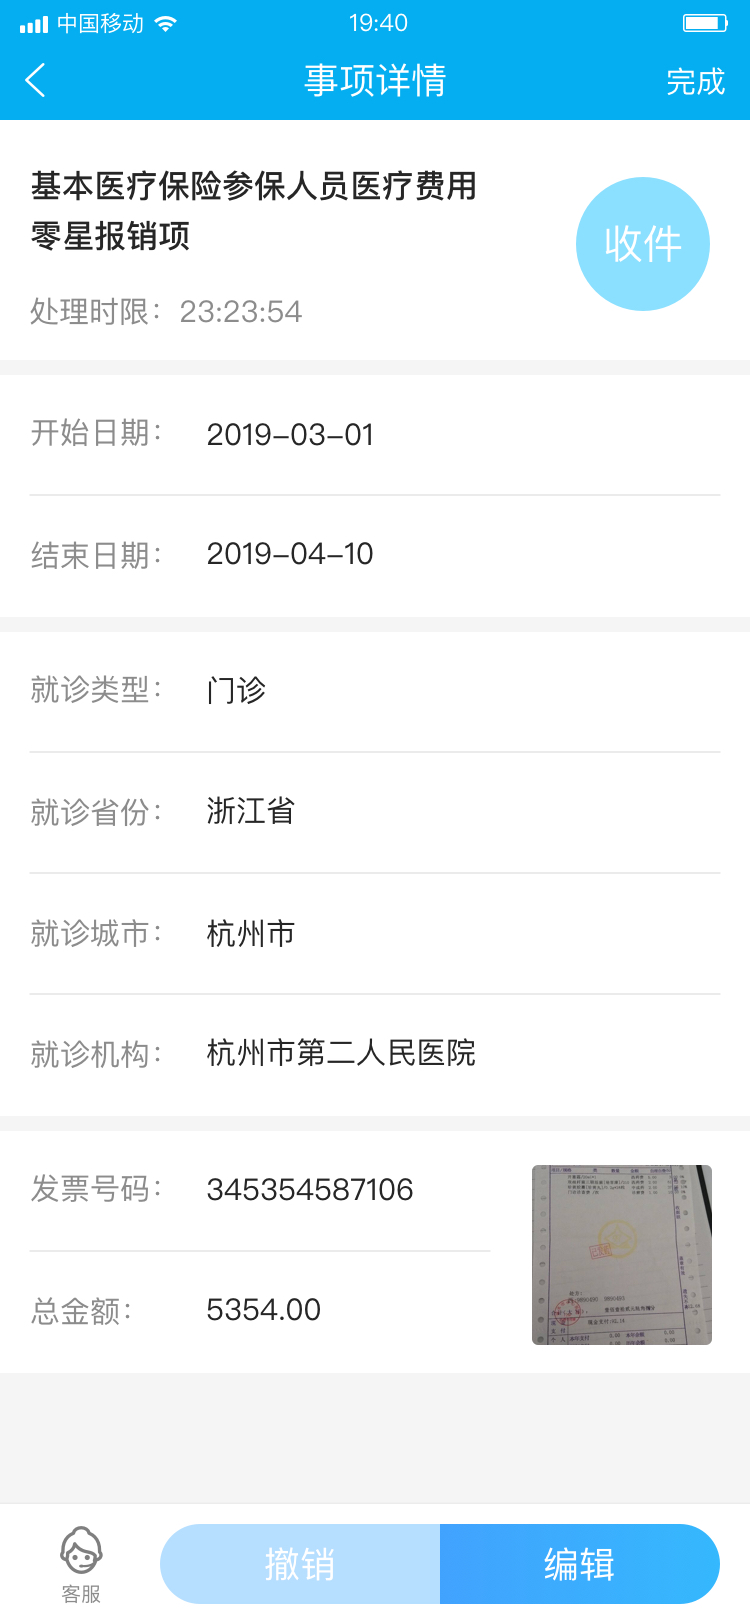 中国移动
19:40
事项详情
完成
基本医疗保险参保人员医疗费用
零星报销项
收件
处理时限：23:23:54
开始日期：
2019-03-01
结束日期：
2019-04-10
就诊类型：
门诊
就诊省份：
浙江省
就诊城市：
杭州市
就诊机构：
杭州市第二人民医院
发票号码：
345354587106
总金额：
5354.00
客服
撤销
编辑